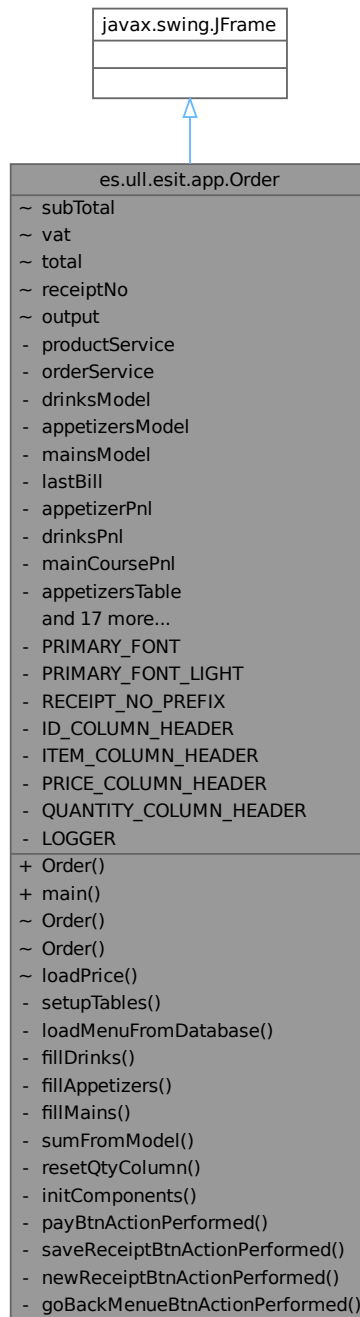 javax.swing.JFrame
es.ull.esit.app.Order
~ subTotal
~ vat
~ total
~ receiptNo
~ output
- productService
- orderService
- drinksModel
- appetizersModel
- mainsModel
- lastBill
- appetizerPnl
- drinksPnl
- mainCoursePnl
- appetizersTable
and 17 more...
- PRIMARY_FONT
- PRIMARY_FONT_LIGHT
- RECEIPT_NO_PREFIX
- ID_COLUMN_HEADER
- ITEM_COLUMN_HEADER
- PRICE_COLUMN_HEADER
- QUANTITY_COLUMN_HEADER
- LOGGER
+ Order()
+ main()
~ Order()
~ Order()
~ loadPrice()
- setupTables()
- loadMenuFromDatabase()
- fillDrinks()
- fillAppetizers()
- fillMains()
- sumFromModel()
- resetQtyColumn()
- initComponents()
- payBtnActionPerformed()
- saveReceiptBtnActionPerformed()
- newReceiptBtnActionPerformed()
- goBackMenueBtnActionPerformed()